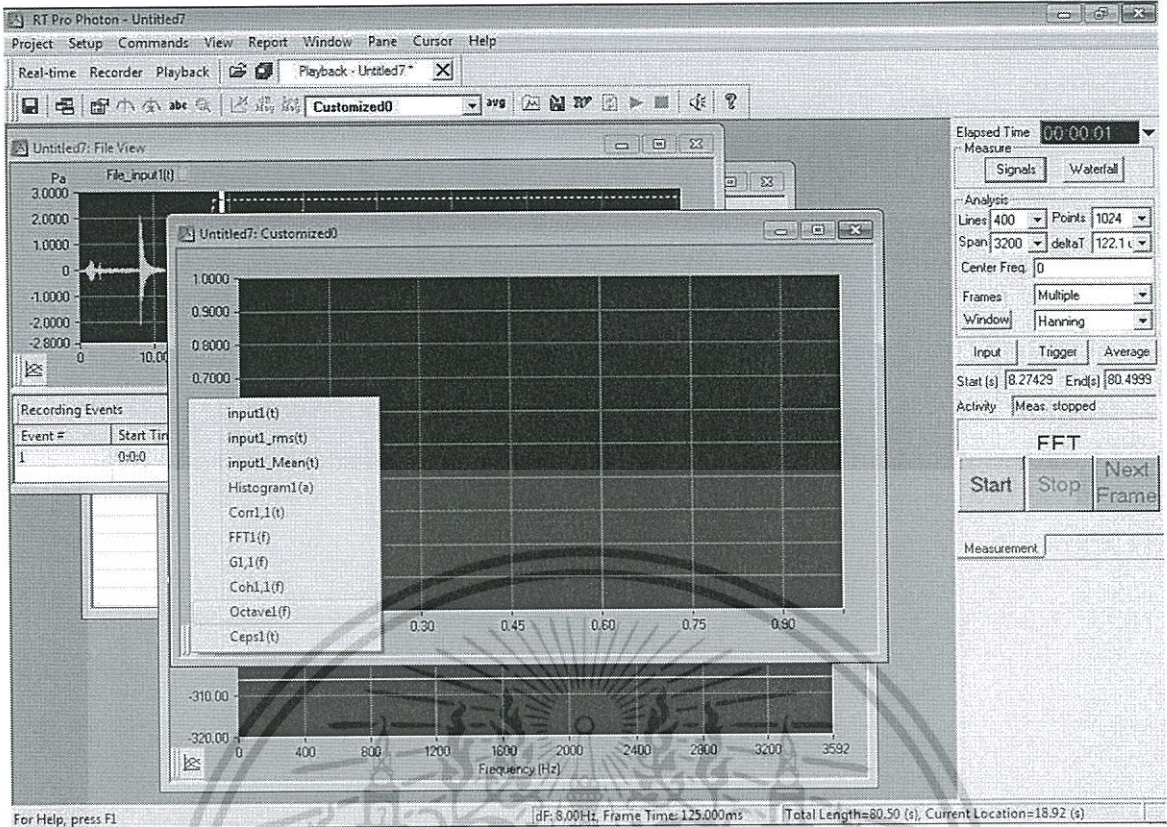 RT Pro Photon - Untitled7
Project Setup Commands View Report Window Pane Cursor Help
Real-time Recorder Playback Playback - Untitled7 *
abc Customized0 avg
Untitled7: File View
Pa File_input1(t)
3.0000
2.0000
1.0000
0
-1.0000
-2.0000
-2.8000
0 10.00
Recording Events
Event # Start Tim
1 0:0:0
Untitled7: Customized0
1.0000
0.9000
0.8000
0.7000
0.30 0.45 0.60 0.75 0.90
input1(t)
input1_rms(t)
input1_Mean(t)
Histogram1(a)
Corr1,1(t)
FFT1(f)
G1,1(f)
Coh1,1(f)
Octave1(f)
Ceps1(t)
-310.00
-320.00
0 400 800 1200 1600 2000 2400 2800 3200 3592
Frequency (Hz)
Elapsed Time 00:00:01
Measure
Signals Waterfall
Analysis
Lines 400 Points 1024
Span 3200 deltaT 122.1 u
Center Freq. 0
Frames Multiple
Window Hanning
Input Trigger Average
Start (s) 8.27429 End(s) 80.4999
Activity Meas. stopped
FFT
Start Stop Next Frame
Measurement
For Help, press F1 dF: 8.00Hz, Frame Time: 125.000ms Total Length=80.50 (s), Current Location=18.92 (s)